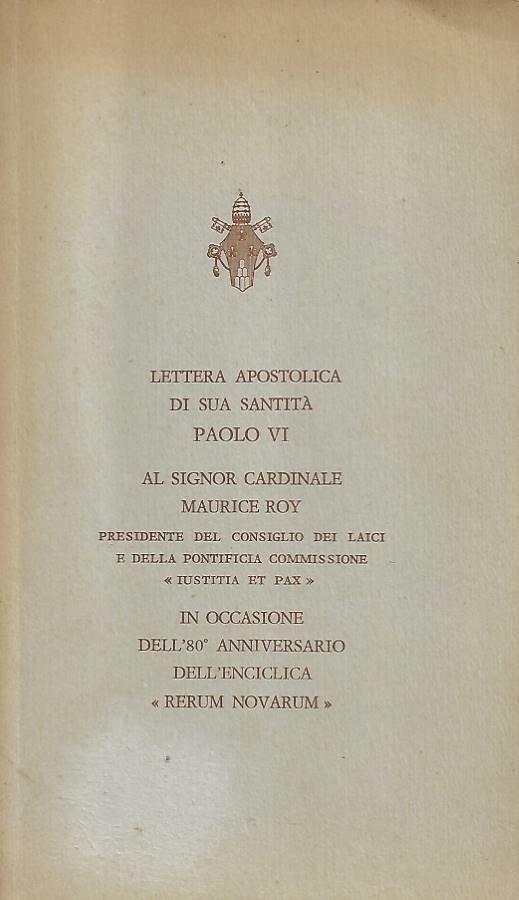 LETTERA APOSTOLICA
DI SUA SANTITÀ
PAOLO VI
AL SIGNOR CARDINALE
MAURICE ROY
PRESIDENTE DEL CONSIGLIO DEI LAICI
E DELLA PONTIFICIA COMMISSIONE
« IUSTITIA ET PAX »
IN OCCASIONE
DELL'80° ANNIVERSARIO
DELL'ENCICLICA
« RERUM NOVARUM »